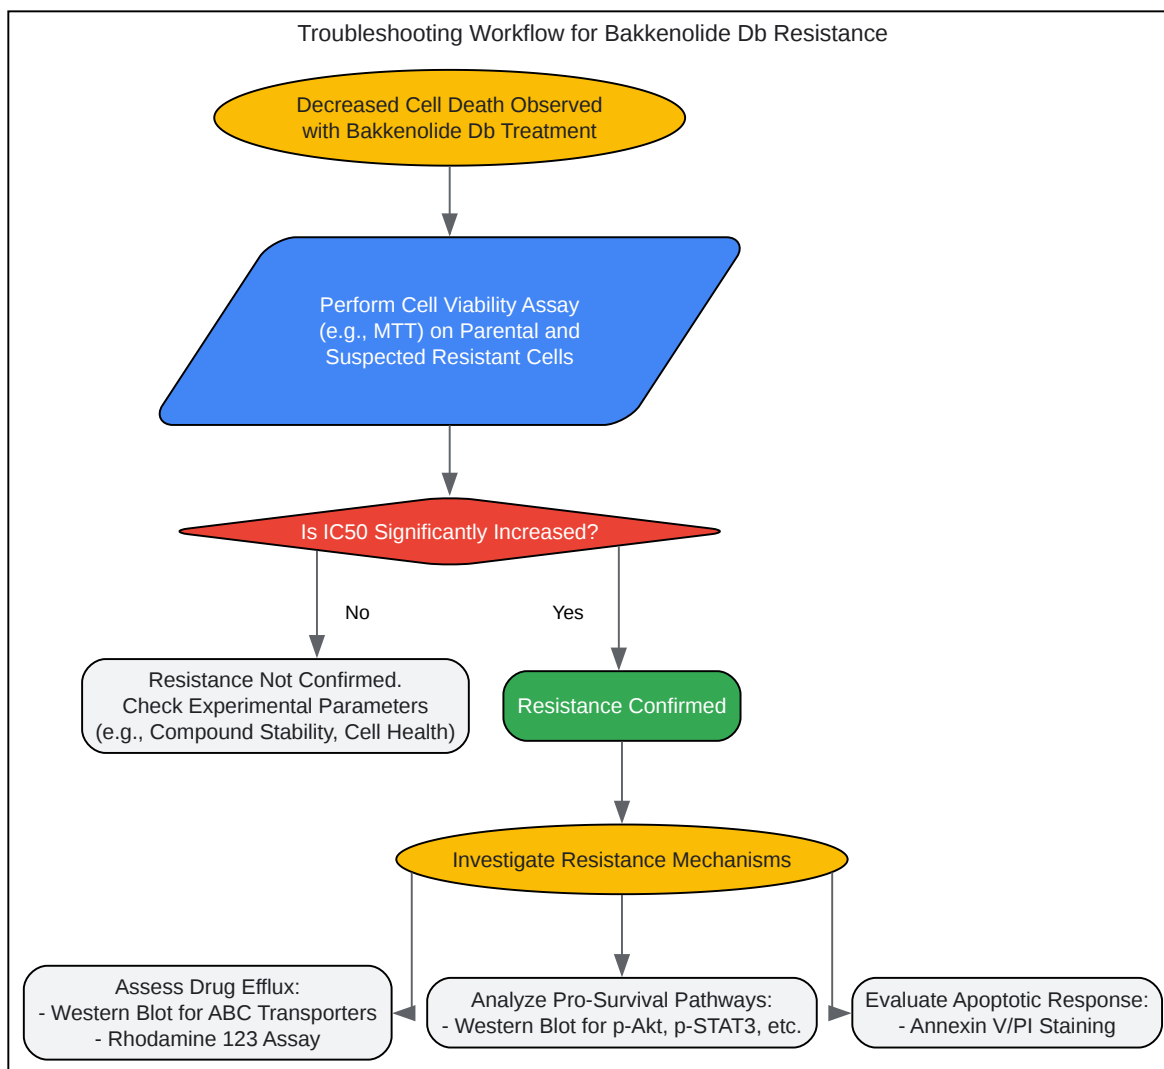 Troubleshooting Workflow for Bakkenolide Db Resistance
Decreased Cell Death Observed
with Bakkenolide Db Treatment
Perform Cell Viability Assay
(e.g., MTT) on Parental and
Suspected Resistant Cells
Is IC50 Significantly Increased?
No
Yes
Resistance Not Confirmed.
Check Experimental Parameters
(e.g., Compound Stability, Cell Health)
Resistance Confirmed
Investigate Resistance Mechanisms
Assess Drug Efflux:
- Western Blot for ABC Transporters
- Rhodamine 123 Assay
Analyze Pro-Survival Pathways:
- Western Blot for p-Akt, p-STAT3, etc.
Evaluate Apoptotic Response:
- Annexin V/PI Staining